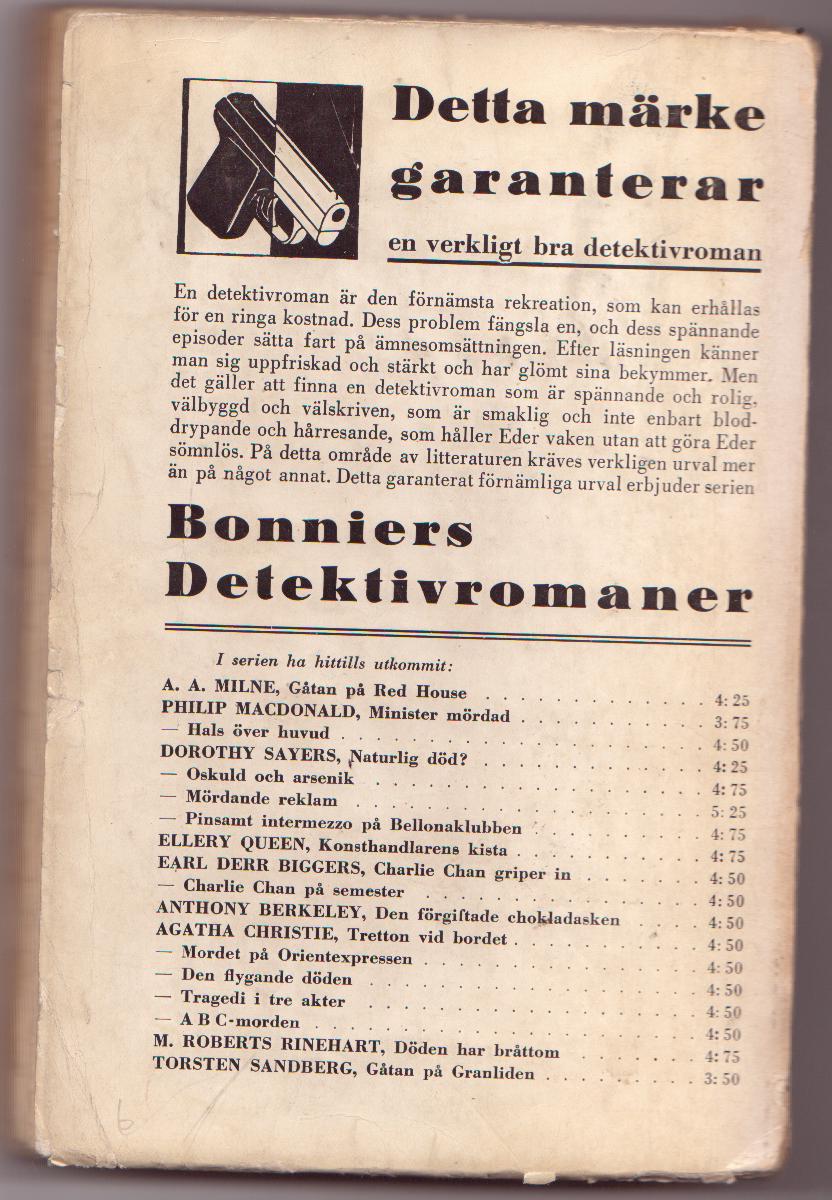 Detta märke
garanterar
en verkligt bra detektivroman
En detektivroman är den förnämsta rekreation, som kan erhållas
för en ringa kostnad. Dess problem fängsla en, och dess spännande
episoder sätta fart på ämnesomsättningen. Efter läsningen känner
man sig uppfriskad och stärkt och har glömt sina bekymmer. Men
det gäller att finna en detektivroman som är spännande och rolig,
välbyggd och välskriven, som är smaklig och inte enbart blod-
drypande och hårresande, som håller Eder vaken utan att göra Eder
sömnlös. På detta område av litteraturen kräves verkligen urval mer
än på något annat. Detta garanterat förnämliga urval erbjuder serien
Bonniers
Detektivromaner
I serien ha hittills utkommit:
A. A. MILNE, Gåtan på Red House . . . . . . . . . . . . 4: 25
PHILIP MACDONALD, Minister mördad . . . . . . . . . . 3: 75
— Hals över huvud . . . . . . . . . . . . . . . . . . 4: 50
DOROTHY SAYERS, Naturlig död? . . . . . . . . . . . . 4: 25
— Oskuld och arsenik . . . . . . . . . . . . . . . . . 4: 75
— Mördande reklam . . . . . . . . . . . . . . . . . . 5: 25
— Pinsamt intermezzo på Bellonaklubben . . . . . . . . . 4: 75
ELLERY QUEEN, Konsthandlarens kista . . . . . . . . . . 4: 75
EARL DERR BIGGERS, Charlie Chan griper in . . . . . . . 4: 50
— Charlie Chan på semester . . . . . . . . . . . . . . 4: 50
ANTHONY BERKELEY, Den förgiftade chokladasken . . . . 4: 50
AGATHA CHRISTIE, Tretton vid bordet . . . . . . . . . . 4: 50
— Mordet på Orientexpressen . . . . . . . . . . . . . . 4: 50
— Den flygande döden . . . . . . . . . . . . . . . . . 4: 50
— Tragedi i tre akter . . . . . . . . . . . . . . . . . 4: 50
— A B C-morden . . . . . . . . . . . . . . . . . . . . 4: 50
M. ROBERTS RINEHART, Döden har bråttom . . . . . . . 4: 75
TORSTEN SANDBERG, Gåtan på Granliden . . . . . . . . . 3: 50
6